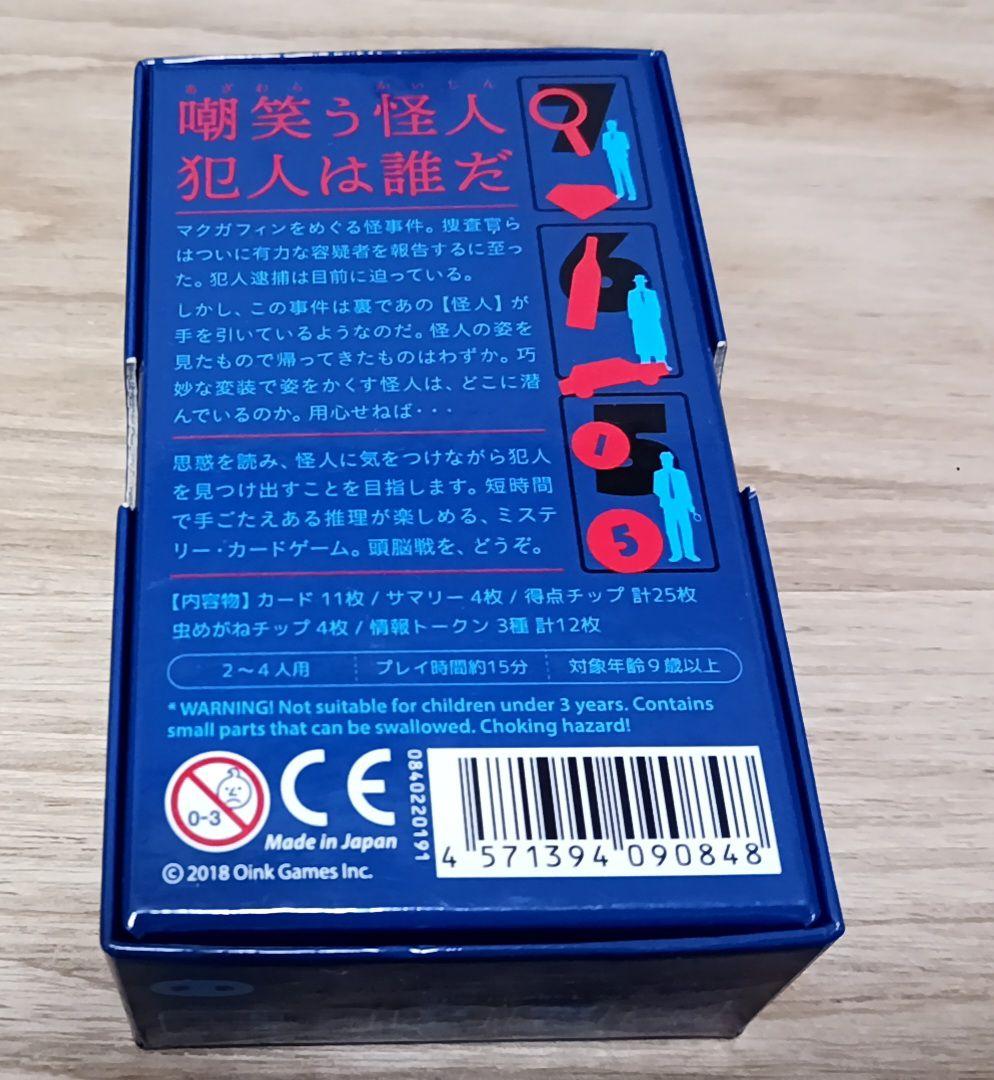 あざわら かいじん
嘲笑う怪人
犯人は誰だ
マクガフィンをめぐる怪事件。捜査官ら
はついに有力な容疑者を報告するに至っ
た。犯人逮捕は目前に迫っている。
しかし、この事件は裏であの【怪人】が
手を引いているようなのだ。怪人の姿を
見たもので帰ってきたものはわずか。巧
妙な変装で姿をかくす怪人は、どこに潜
んでいるのか。用心せねば・・・
思惑を読み、怪人に気をつけながら犯人
を見つけ出すことを目指します。短時間
で手ごたえある推理が楽しめる、ミステ
リー・カードゲーム。頭脳戦を、どうぞ。
7
6
5
1
5
【内容物】カード 11枚 / サマリー 4枚 / 得点チップ 計25枚
虫めがねチップ 4枚 / 情報トークン 3種 計12枚
2〜4人用 プレイ時間約15分 対象年齢9歳以上
* WARNING! Not suitable for children under 3 years. Contains
small parts that can be swallowed. Choking hazard!
0-3
CE
Made in Japan
© 2018 Oink Games Inc.
0840220191
4 571394 090848